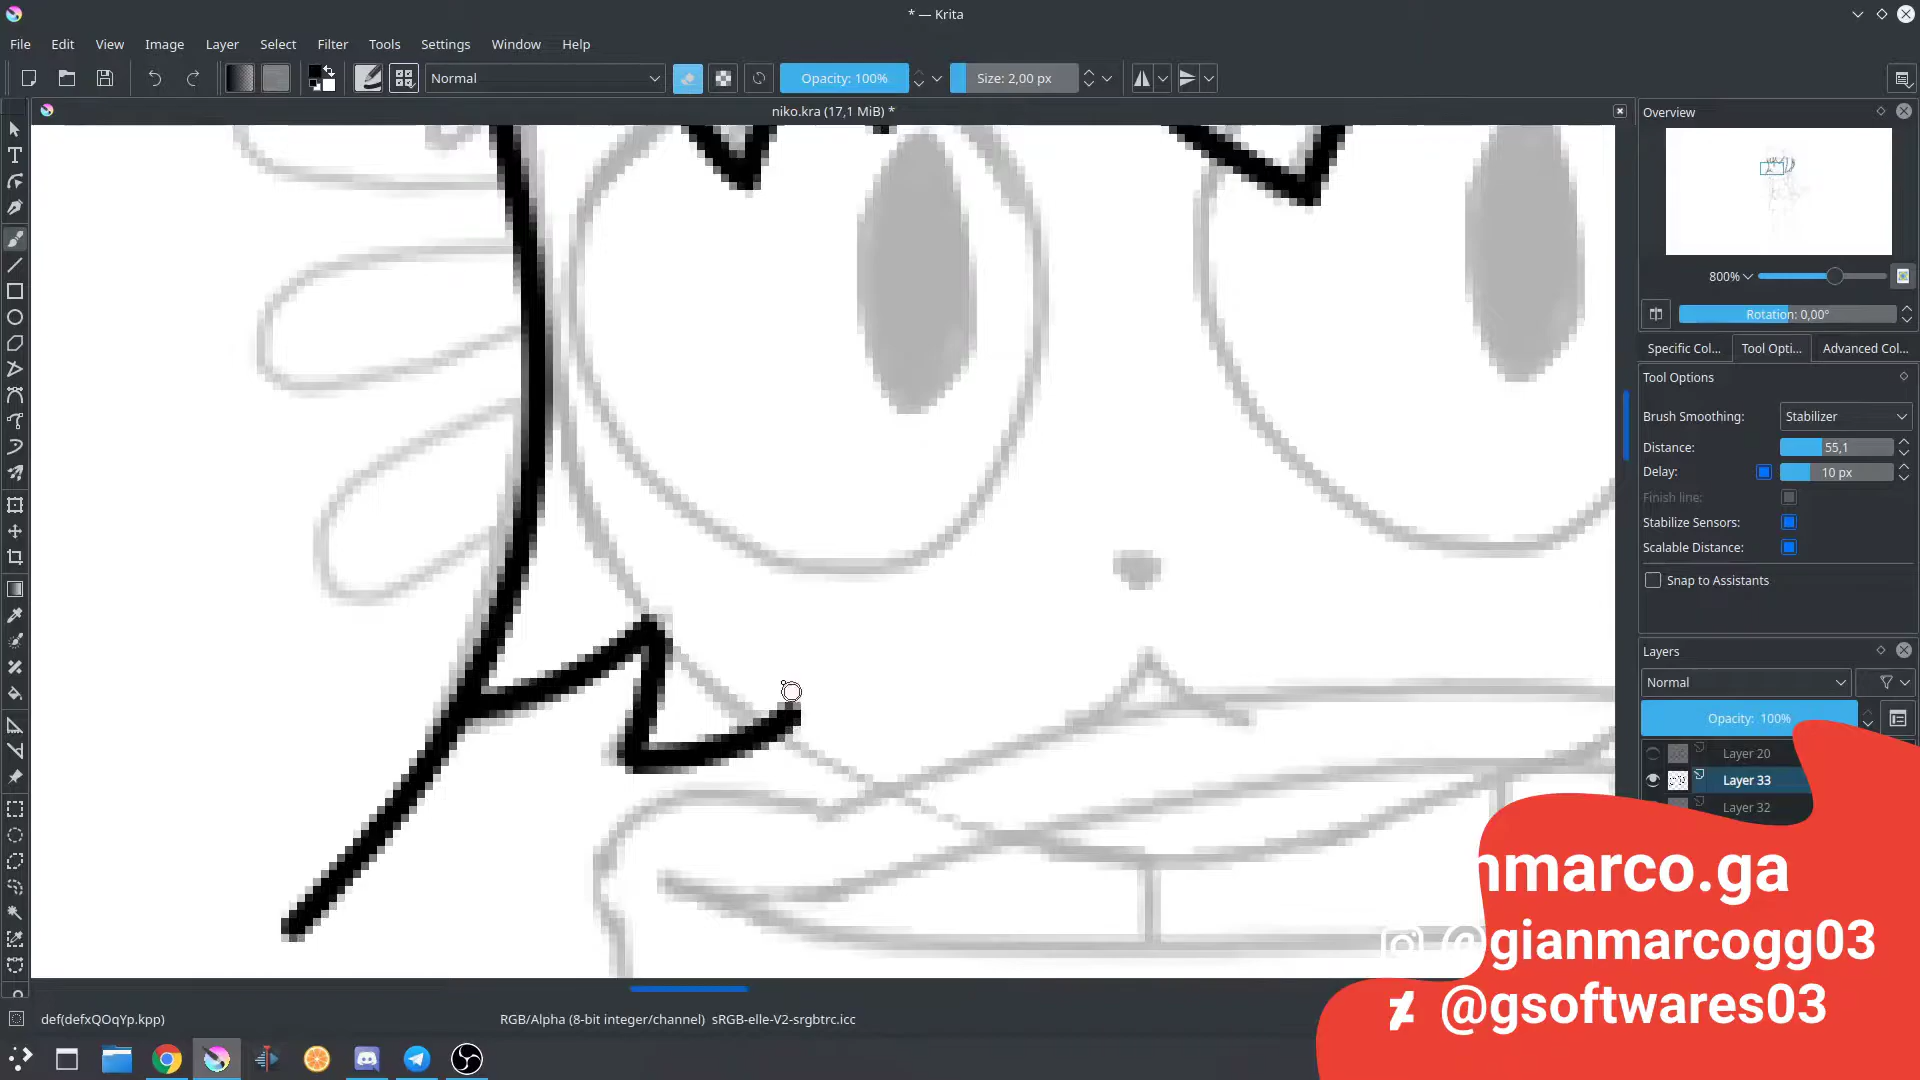 * — Krita
File Edit View Image Layer Select Filter Tools Settings Window Help
Normal
Opacity: 100%
Size: 2,00 px
niko.kra (17,1 MiB) *
Overview
800%
Rotation: 0,00°
Specific Col... Tool Opti... Advanced Col...
Tool Options
Brush Smoothing: Stabilizer
Distance: 55,1
Delay: 10 px
Finish line:
Stabilize Sensors:
Scalable Distance:
Snap to Assistants
Layers
Normal
Opacity: 100%
Layer 20
Layer 33
Layer 32
nmarco.ga
@gianmarcogg03
@gsoftwares03
def(defxQOqYp.kpp)
RGB/Alpha (8-bit integer/channel) sRGB-elle-V2-srgbtrc.icc